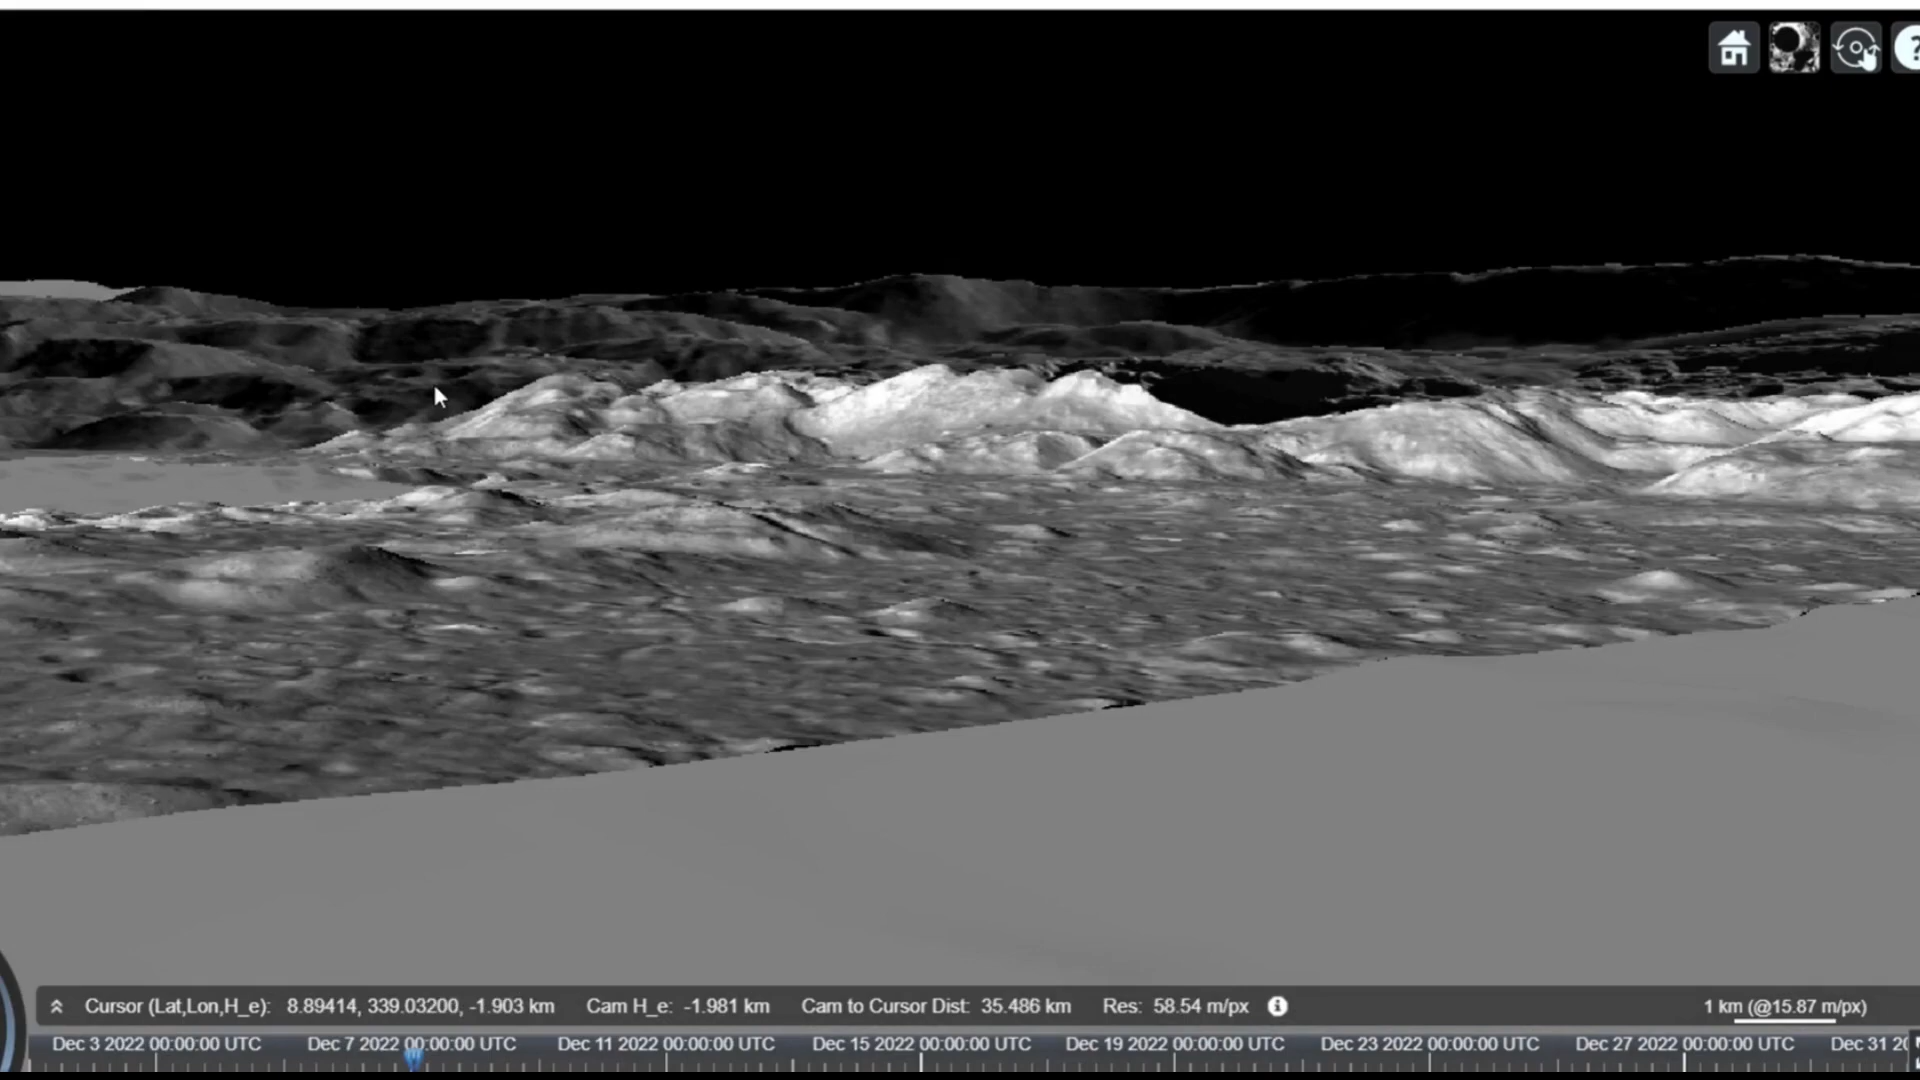 ?
Cursor (Lat,Lon,H_e): 8.89414, 339.03200, -1.903 km Cam H_e: -1.981 km Cam to Cursor Dist: 35.486 km Res: 58.54 m/px 1 km (@15.87 m/px)
Dec 3 2022 00:00:00 UTC Dec 7 2022 00:00:00 UTC Dec 11 2022 00:00:00 UTC Dec 15 2022 00:00:00 UTC Dec 19 2022 00:00:00 UTC Dec 23 2022 00:00:00 UTC Dec 27 2022 00:00:00 UTC Dec 31 20